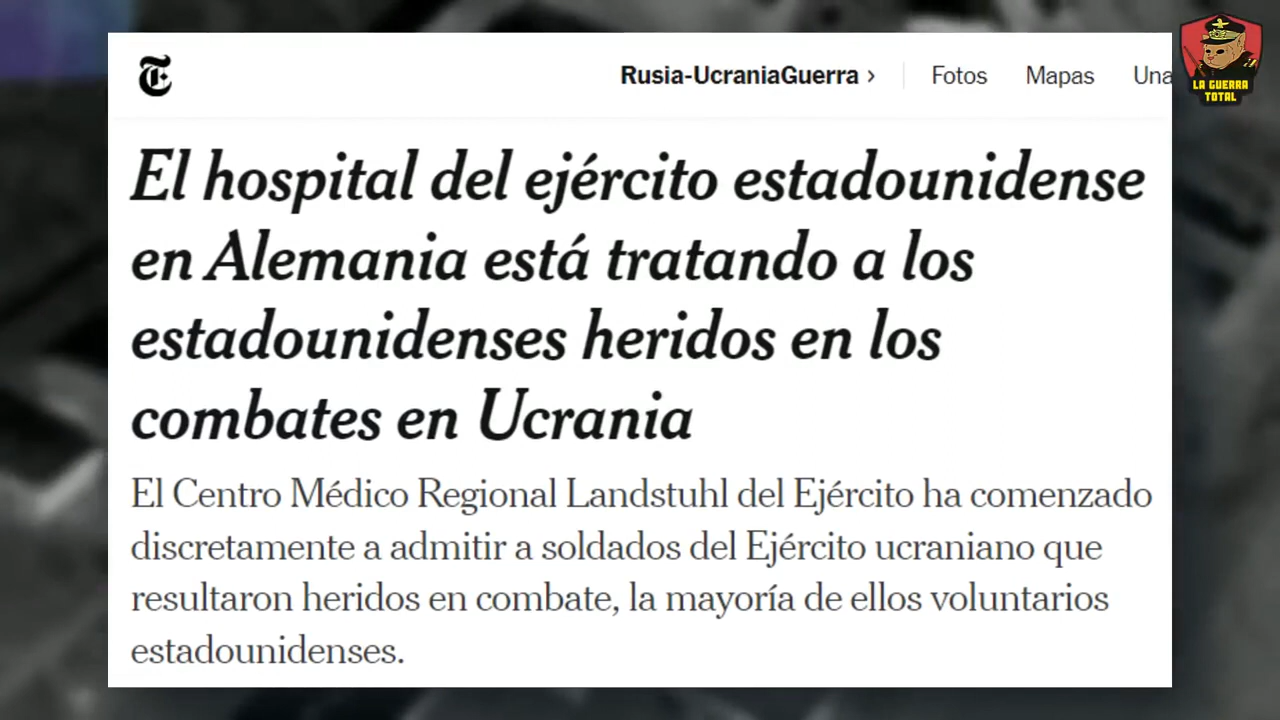 Rusia-UcraniaGuerra › Fotos Mapas Una
LA GUERRA
TOTAL
El hospital del ejército estadounidense
en Alemania está tratando a los
estadounidenses heridos en los
combates en Ucrania
El Centro Médico Regional Landstuhl del Ejército ha comenzado
discretamente a admitir a soldados del Ejército ucraniano que
resultaron heridos en combate, la mayoría de ellos voluntarios
estadounidenses.